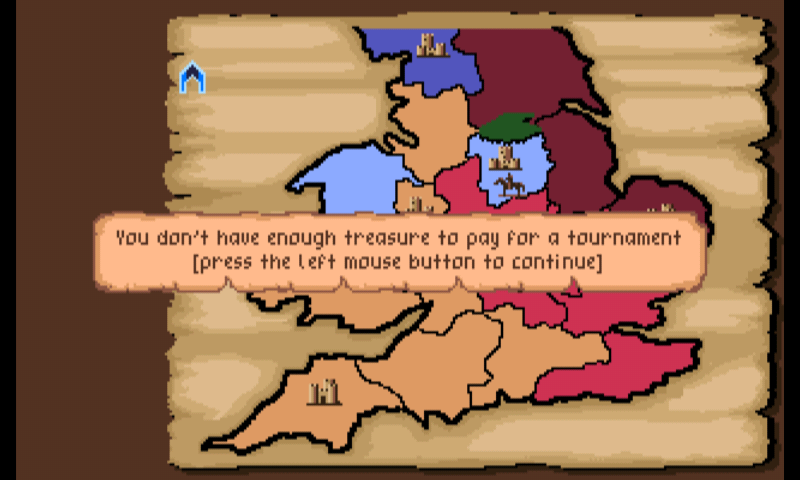 You don't have enough treasure to pay for a tournament
[press the left mouse button to continue]